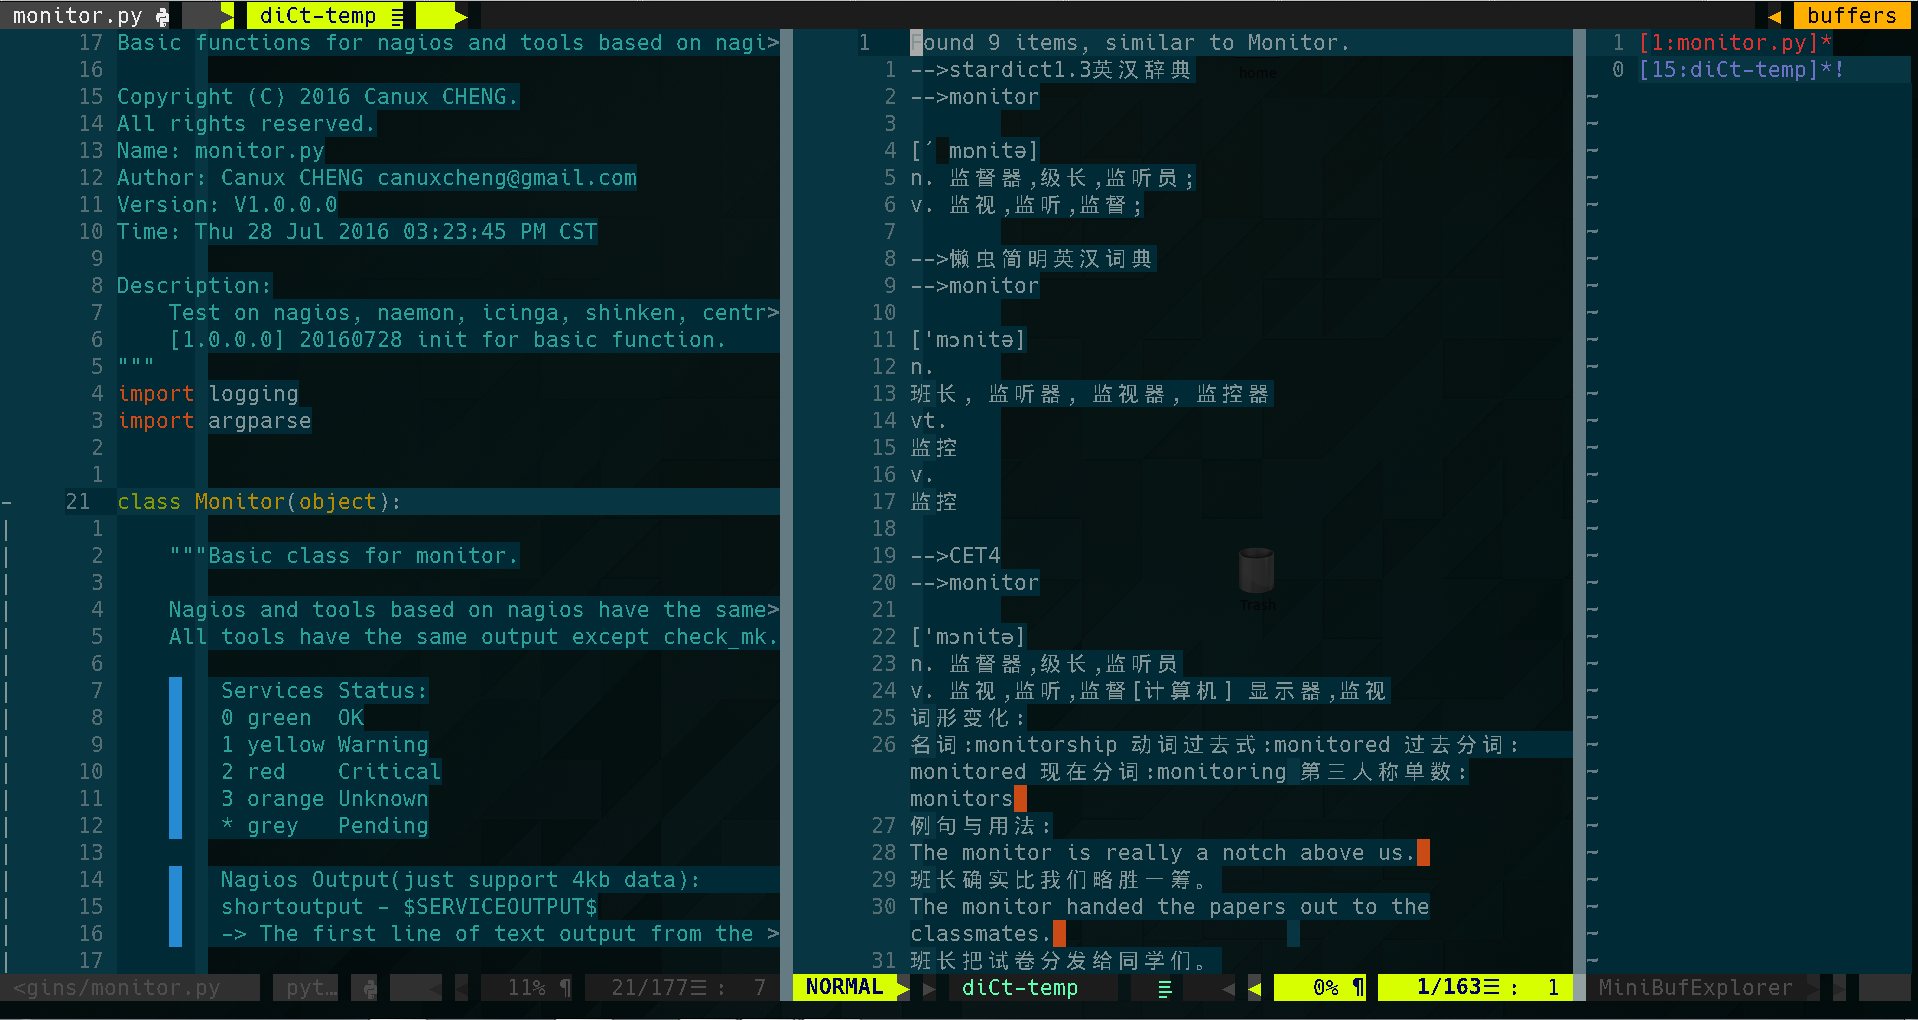 monitor.py diCt-temp buffers
17 Basic functions for nagios and tools based on nagi>
16
15 Copyright (C) 2016 Canux CHENG.
14 All rights reserved.
13 Name: monitor.py
12 Author: Canux CHENG canuxcheng@gmail.com
11 Version: V1.0.0.0
10 Time: Thu 28 Jul 2016 03:23:45 PM CST
9
8 Description:
7 Test on nagios, naemon, icinga, shinken, centr>
6 [1.0.0.0] 20160728 init for basic function.
5 """
4 import logging
3 import argparse
2
1
21 class Monitor(object):
1
2 """Basic class for monitor.
3
4 Nagios and tools based on nagios have the same>
5 All tools have the same output except check_mk.
6
7 Services Status:
8 0 green OK
9 1 yellow Warning
10 2 red Critical
11 3 orange Unknown
12 * grey Pending
13
14 Nagios Output(just support 4kb data):
15 shortoutput - $SERVICEOUTPUT$
16 -> The first line of text output from the >
17
<gins/monitor.py pyt… 11% ¶ 21/177☰ : 7
1 Found 9 items, similar to Monitor.
1 -->stardict1.3英汉辞典
2 -->monitor
3
4 [´ mɒnitə]
5 n. 监督器,级长,监听员;
6 v. 监视,监听,监督;
7
8 -->懒虫简明英汉词典
9 -->monitor
10
11 ['mɔnitə]
12 n.
13 班长, 监听器, 监视器, 监控器
14 vt.
15 监控
16 v.
17 监控
18
19 -->CET4
20 -->monitor
21
22 ['mɔnitə]
23 n. 监督器,级长,监听员
24 v. 监视,监听,监督[计算机] 显示器,监视
25 词形变化:
26 名词:monitorship 动词过去式:monitored 过去分词:
monitored 现在分词:monitoring 第三人称单数:
monitors
27 例句与用法:
28 The monitor is really a notch above us.
29 班长确实比我们略胜一筹。
30 The monitor handed the papers out to the
classmates.
31 班长把试卷分发给同学们。
NORMAL diCt-temp 0% ¶ 1/163☰ : 1
home
Trash
1 [1:monitor.py]*
0 [15:diCt-temp]*!
MiniBufExplorer